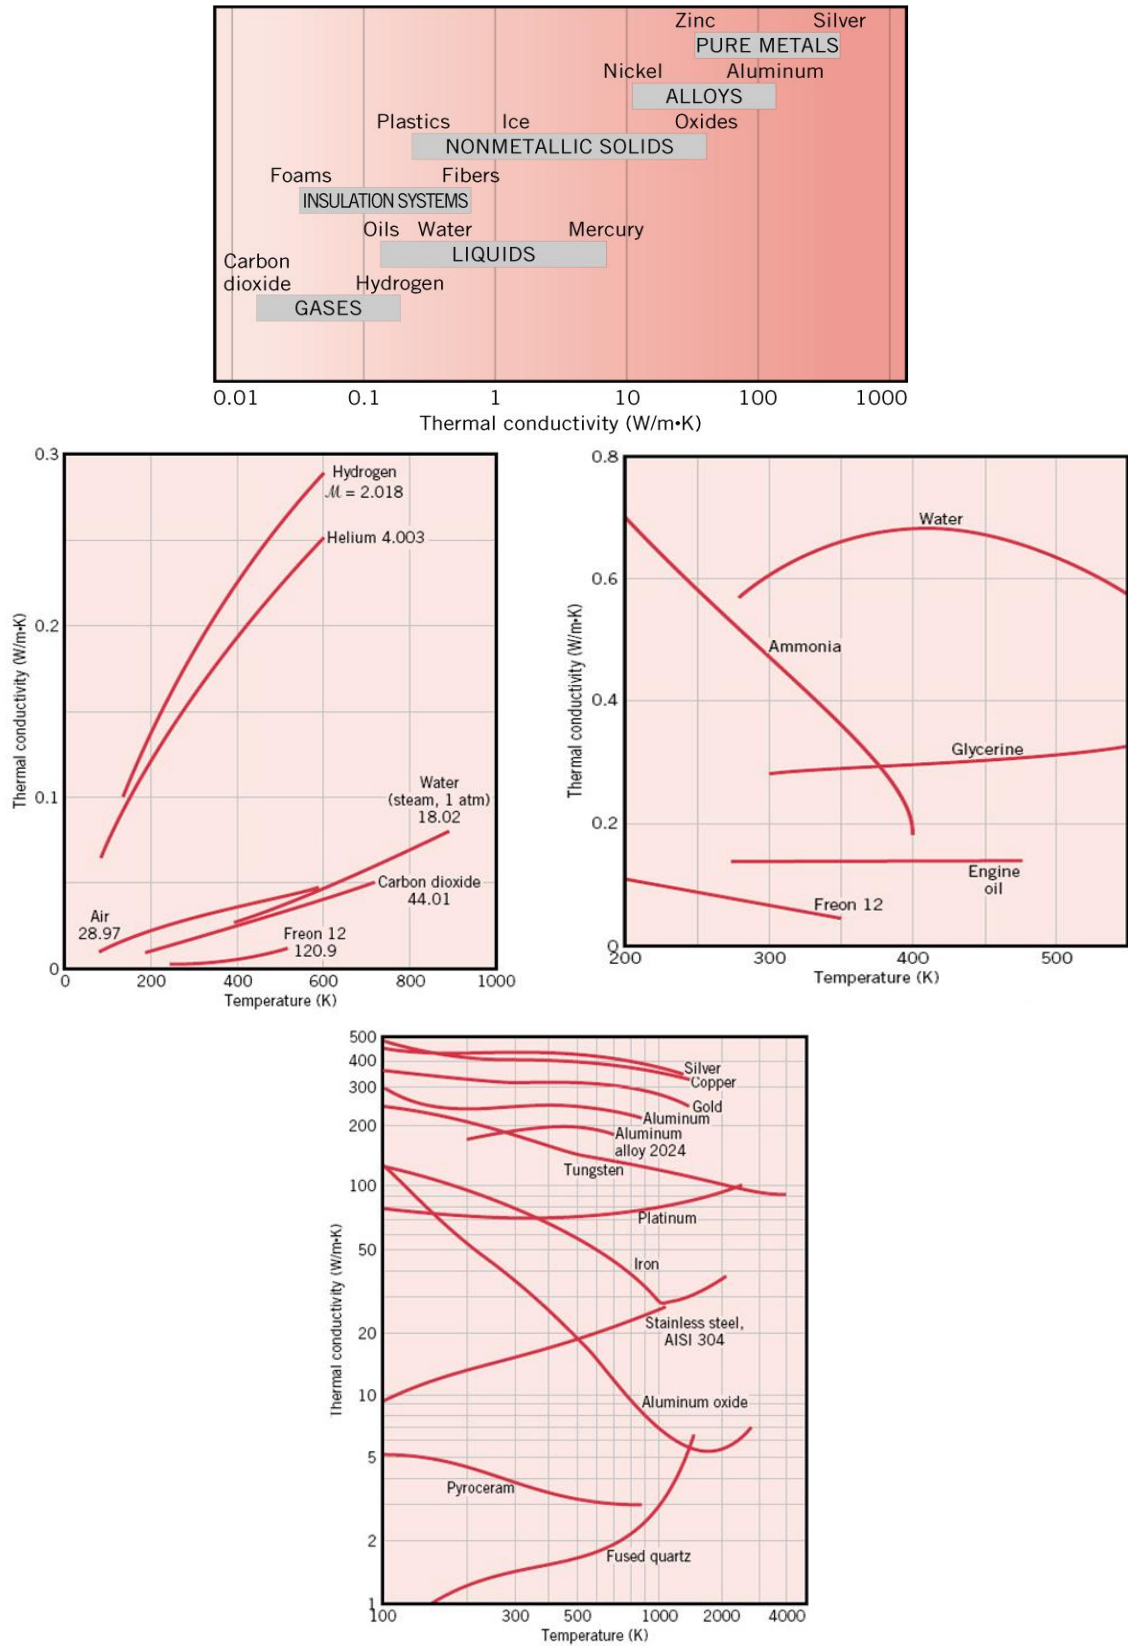 Zinc Silver
PURE METALS
Nickel Aluminum
ALLOYS
Plastics Ice Oxides
NONMETALLIC SOLIDS
Foams Fibers
INSULATION SYSTEMS
Oils Water Mercury
LIQUIDS
Carbon
dioxide Hydrogen
GASES
0.01 0.1 1 10 100 1000
Thermal conductivity (W/m•K)
0.3
Hydrogen
ℳ = 2.018
Helium 4.003
0.2
Thermal conductivity (W/m•K)
0.1
Water
(steam, 1 atm)
18.02
Carbon dioxide
44.01
Air
28.97
Freon 12
120.9
0
0 200 400 600 800 1000
Temperature (K)
0.8
Water
0.6
Ammonia
Thermal conductivity (W/m•K)
0.4
Glycerine
0.2
Engine
oil
Freon 12
0
200 300 400 500
Temperature (K)
500
400
300
200
100
50
20
10
5
2
1
Thermal conductivity (W/m•K)
Silver
Copper
Gold
Aluminum
Aluminum
alloy 2024
Tungsten
Platinum
Iron
Stainless steel,
AISI 304
Aluminum oxide
Pyroceram
Fused quartz
100 300 500 1000 2000 4000
Temperature (K)